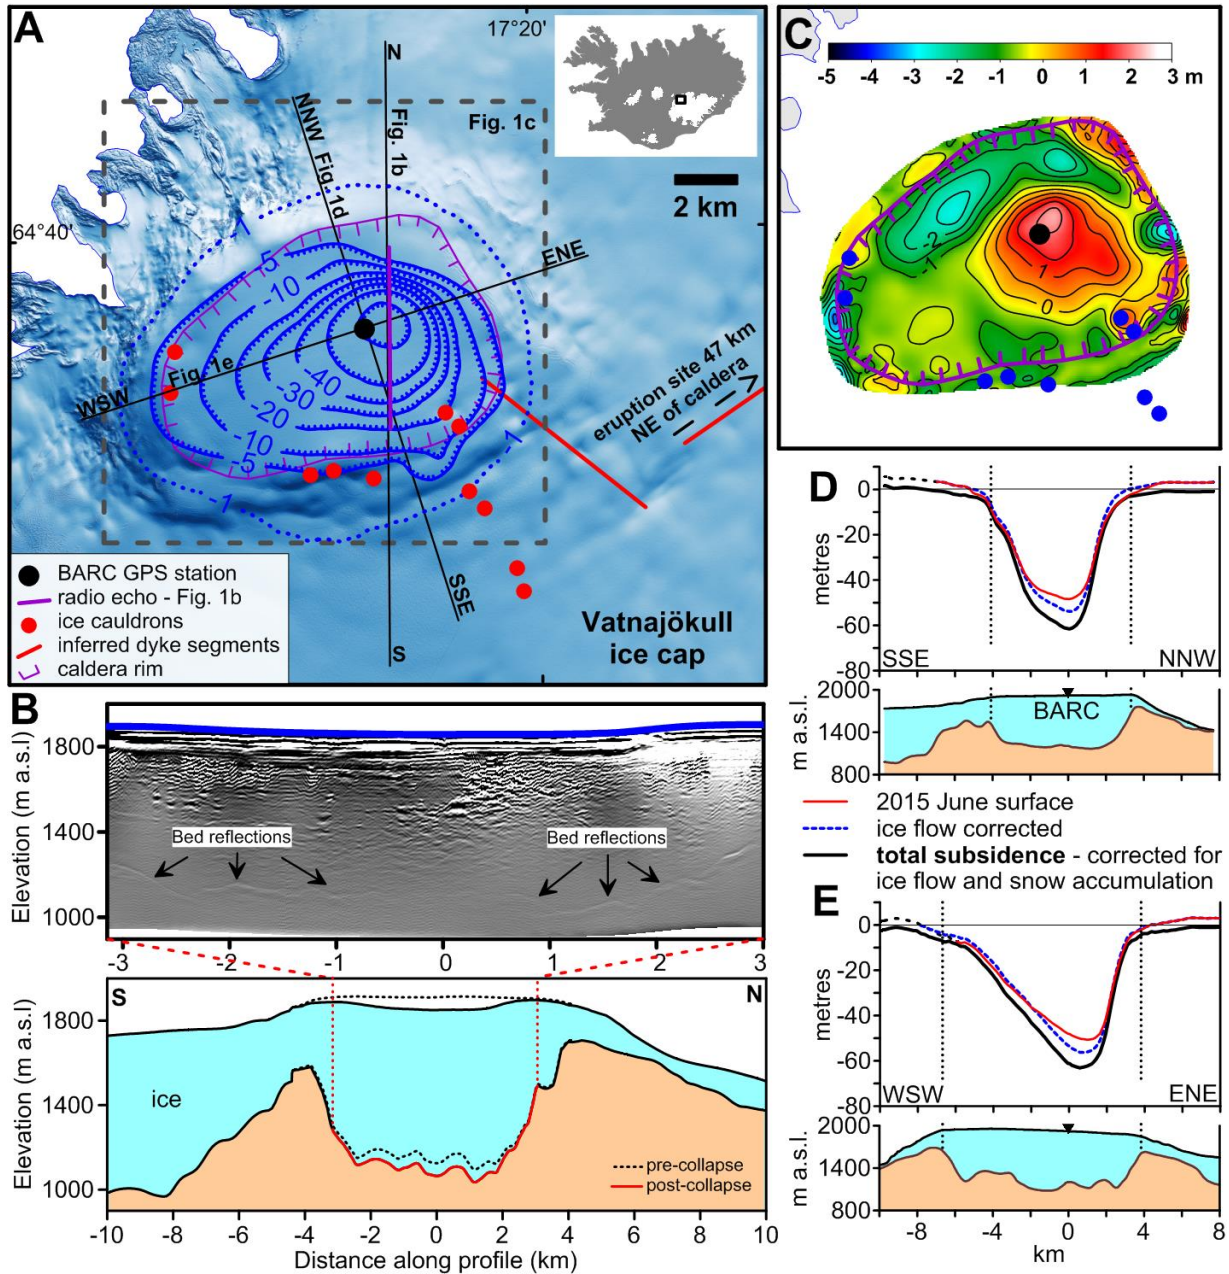 A
17°20'
64°40'
N
NNW
Fig. 1d
Fig. 1b
Fig. 1c
2 km
ENE
-1
-5
-10
Fig. 1e
WSW
-40
-30
-20
-10
-5
-1
1
eruption site 47 km
NE of caldera
SSE
S
BARC GPS station
radio echo - Fig. 1b
ice cauldrons
inferred dyke segments
caldera rim
Vatnajökull
ice cap
C
-5 -4 -3 -2 -1 0 1 2 3 m
-2
-1
1
0
B
Elevation (m a.s.l)
1800
1400
1000
Bed reflections
Bed reflections
-3 -2 -1 0 1 2 3
S
N
Elevation (m a.s.l)
1800
1400
1000
ice
pre-collapse
post-collapse
-10 -8 -6 -4 -2 0 2 4 6 8 10
Distance along profile (km)
D
metres
0
-20
-40
-60
-80
SSE
NNW
m a.s.l.
2000
1400
800
BARC
2015 June surface
ice flow corrected
total subsidence - corrected for
ice flow and snow accumulation
E
metres
0
-20
-40
-60
-80
WSW
ENE
m a.s.l.
2000
1400
800
-8 -4 0 4 8
km